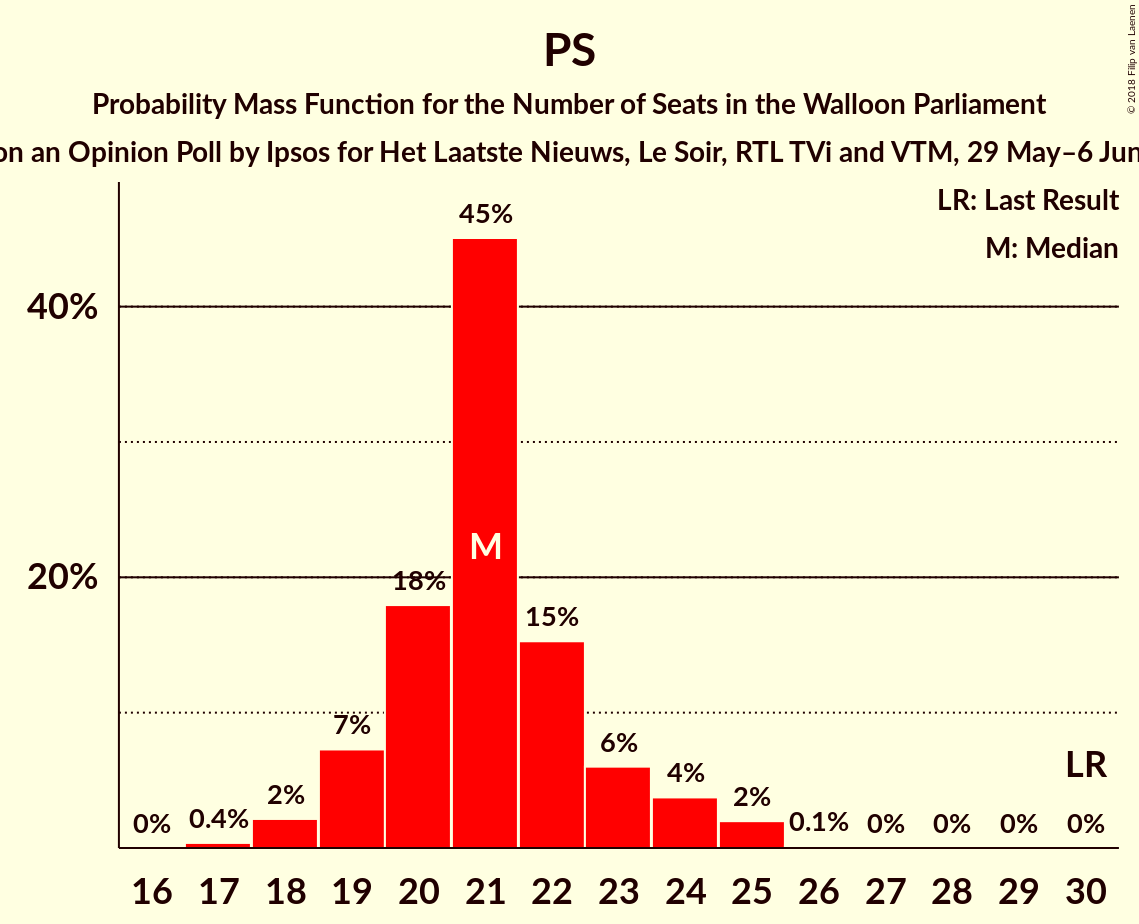 PS
Probability Mass Function for the Number of Seats in the Walloon Parliament
on an Opinion Poll by Ipsos for Het Laatste Nieuws, Le Soir, RTL TVi and VTM, 29 May–6 Jun
© 2018 Filip van Laenen
LR: Last Result
M: Median
45%
40%
M
20%
18%
15%
7%
6%
4%
2%
2%
LR
0%
0.4%
0.1%
0%
0%
0%
0%
16 17 18 19 20 21 22 23 24 25 26 27 28 29 30